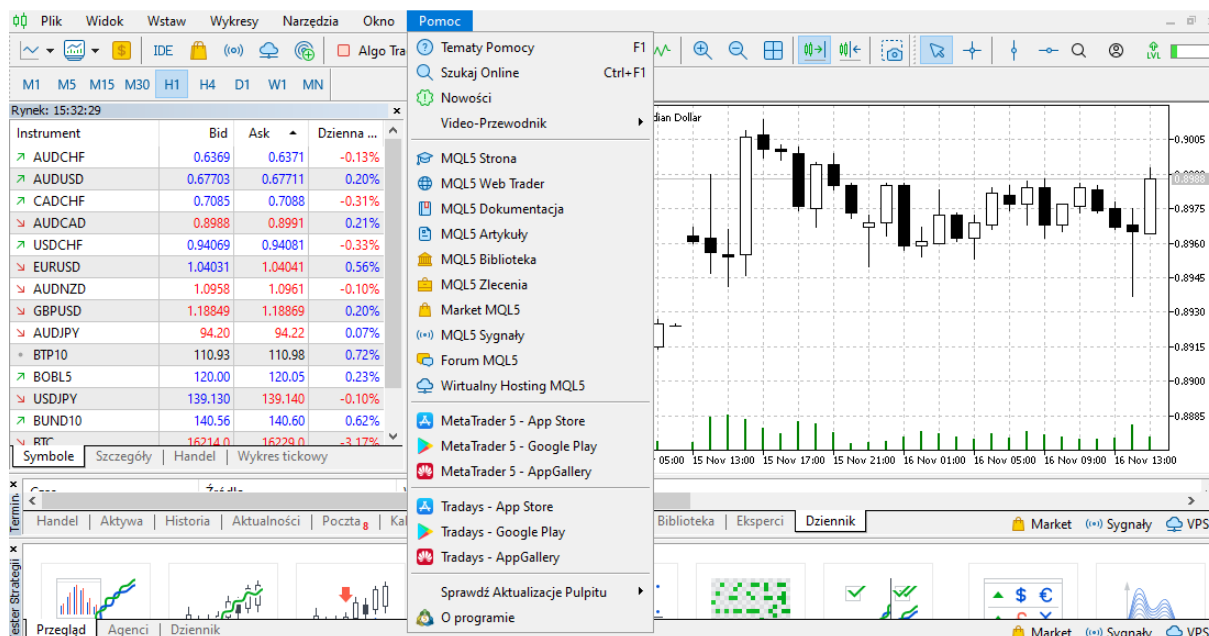 Plik Widok Wstaw Wykresy Narzędzia Okno Pomoc
$ IDE Algo Tra LVL
M1 M5 M15 M30 H1 H4 D1 W1 MN
Rynek: 15:32:29
Instrument Bid Ask Dzienna ...
AUDCHF 0.6369 0.6371 -0.13%
AUDUSD 0.67703 0.67711 0.20%
CADCHF 0.7085 0.7088 -0.31%
AUDCAD 0.8988 0.8991 0.21%
USDCHF 0.94069 0.94081 -0.33%
EURUSD 1.04031 1.04041 0.56%
AUDNZD 1.0958 1.0961 -0.10%
GBPUSD 1.18849 1.18869 0.20%
AUDJPY 94.20 94.22 0.07%
BTP10 110.93 110.98 0.72%
BOBL5 120.00 120.05 0.23%
USDJPY 139.130 139.140 -0.10%
BUND10 140.56 140.60 0.62%
BTC 16214.0 16229.0 -3.17%
Symbole Szczegóły Handel Wykres tickowy
Tematy Pomocy F1
Szukaj Online Ctrl+F1
Nowości
Video-Przewodnik
MQL5 Strona
MQL5 Web Trader
MQL5 Dokumentacja
MQL5 Artykuły
MQL5 Biblioteka
MQL5 Zlecenia
Market MQL5
MQL5 Sygnały
Forum MQL5
Wirtualny Hosting MQL5
MetaTrader 5 - App Store
MetaTrader 5 - Google Play
MetaTrader 5 - AppGallery
Tradays - App Store
Tradays - Google Play
Tradays - AppGallery
Sprawdź Aktualizacje Pulpitu
O programie
dian Dollar
0.9005
0.8988
0.8975
0.8960
0.8945
0.8930
0.8915
0.8900
0.8885
05:00 15 Nov 13:00 15 Nov 17:00 15 Nov 21:00 16 Nov 01:00 16 Nov 05:00 16 Nov 09:00 16 Nov 13:00
Termin.
Handel Aktywa Historia Aktualności Poczta 8 Kal Biblioteka Eksperci Dziennik Market Sygnały VPS
ester Strategii
$ €
Przegląd Agenci Dziennik Market Sygnały VPS